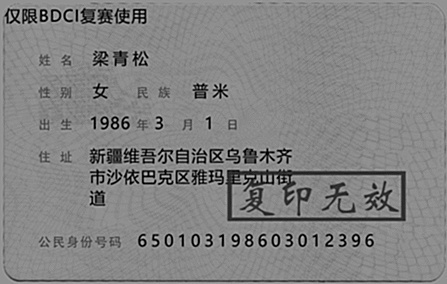 仅限BDCI复赛使用
姓名 梁青松
性别 女 民族 普米
出生 1986 年 3 月 1 日
住址 新疆维吾尔自治区乌鲁木齐
市沙依巴克区雅玛里克山街
道
复印无效
公民身份号码 650103198603012396